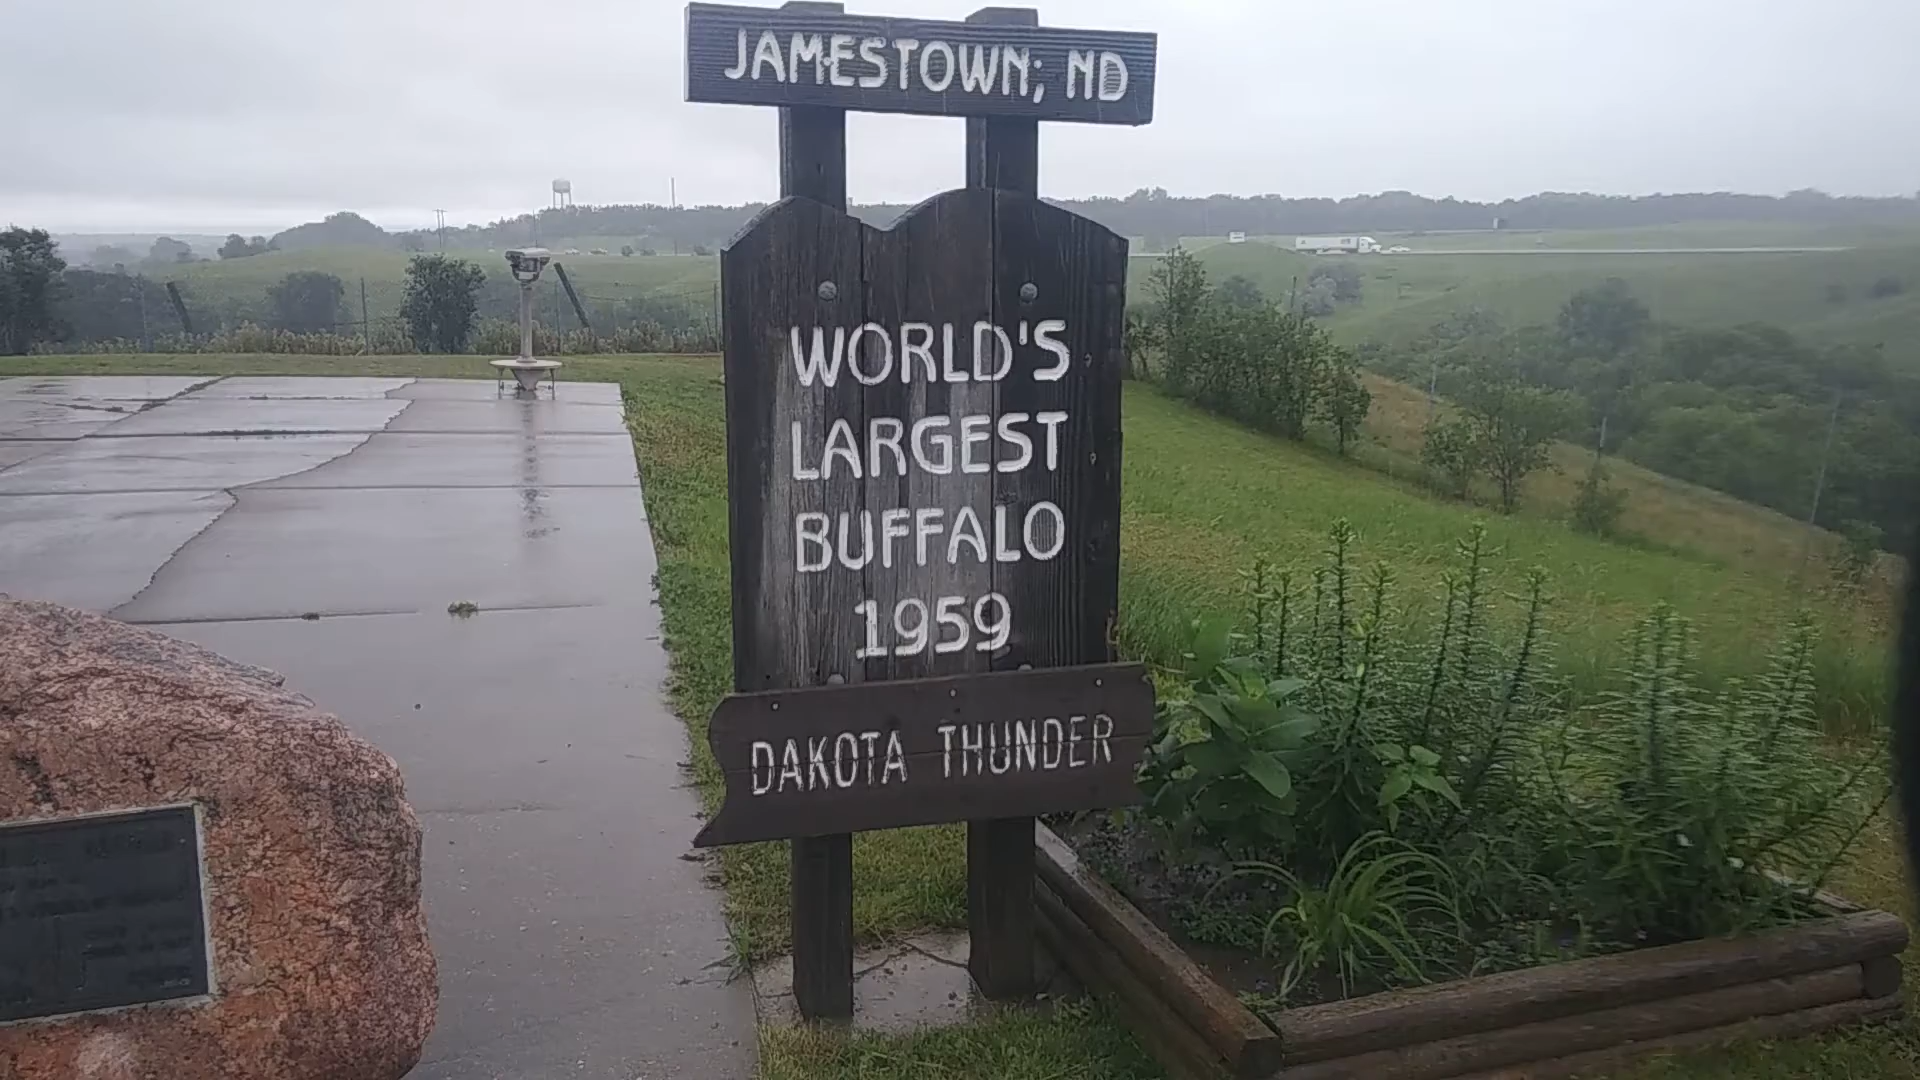 JAMESTOWN; ND
WORLD'S
LARGEST
BUFFALO
1959
DAKOTA THUNDER